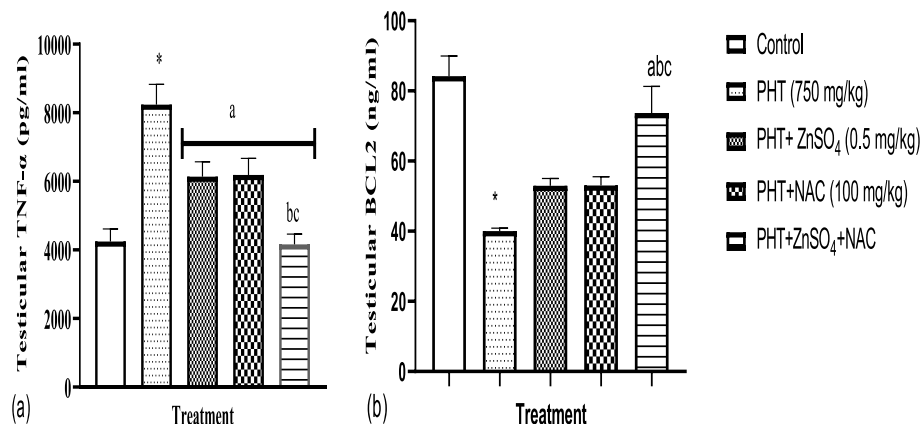 Testicular TNF-α (pg/ml)
10000
8000
6000
4000
2000
0
*
a
bc
(a)
Treatment
Testicular BCL2 (ng/ml)
100
80
60
40
20
0
*
abc
(b)
Treatment
Control
PHT (750 mg/kg)
PHT+ ZnSO₄ (0.5 mg/kg)
PHT+NAC (100 mg/kg)
PHT+ZnSO₄+NAC